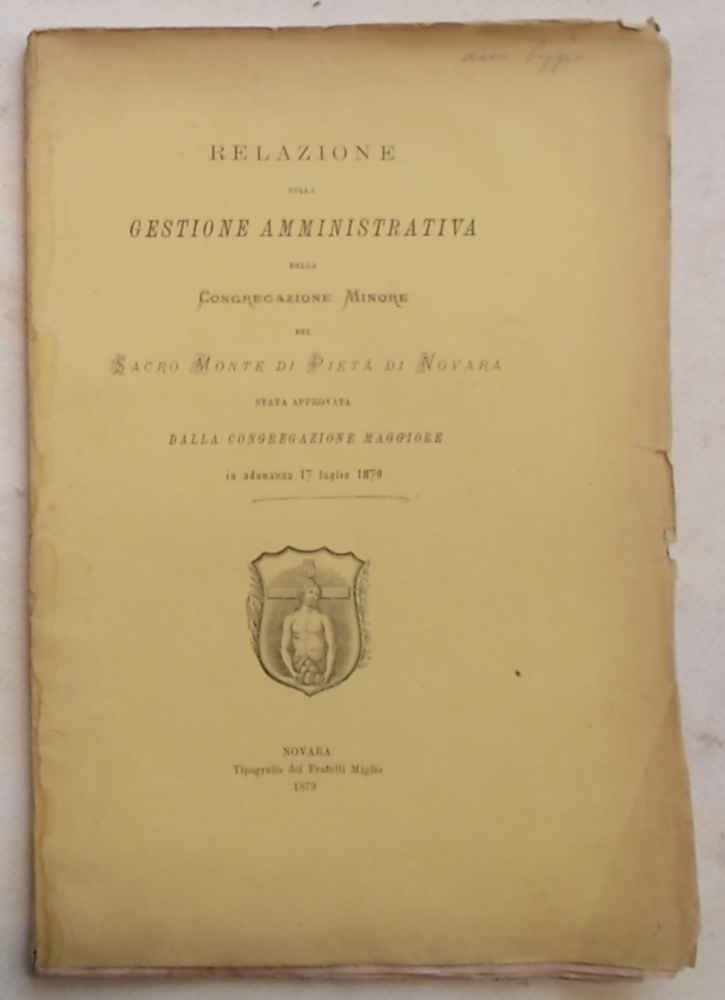 RELAZIONE
SULLA
GESTIONE AMMINISTRATIVA
DELLA
CONGREGAZIONE MINORE
DEL
SACRO MONTE DI PIETÀ DI NOVARA
STATA APPROVATA
DALLA CONGREGAZIONE MAGGIORE
in adunanza 17 luglio 1879
NOVARA
Tipografia dei Fratelli Miglio
1879